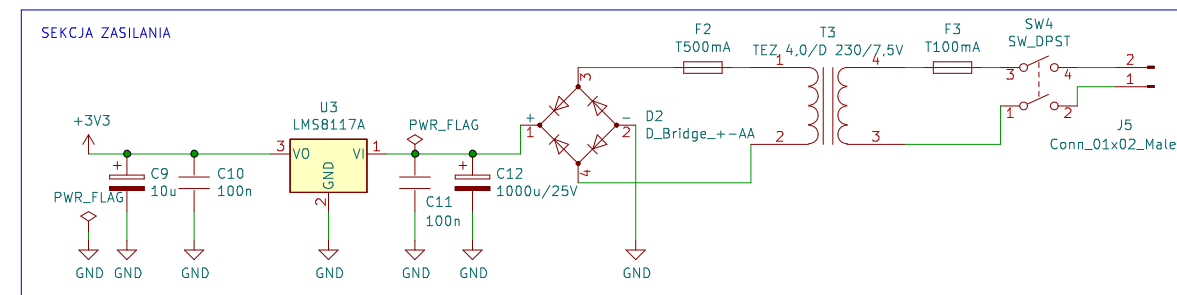 SEKCJA ZASILANIA
F2
T500mA
T3
TEZ 4,0/D 230/7,5V
F3
T100mA
SW4
SW_DPST
1
4
3
4
2
1
3
2
1
3
1
2
J5
Conn_01x02_Male
+
1
-
2
4
D2
D_Bridge_+-AA
2
+3V3
U3
LMS8117A
PWR_FLAG
3
VO
VI
1
GND
2
+
C9
10u
C10
100n
C11
100n
+
C12
1000u/25V
PWR_FLAG
GND
GND
GND
GND
GND
GND
GND